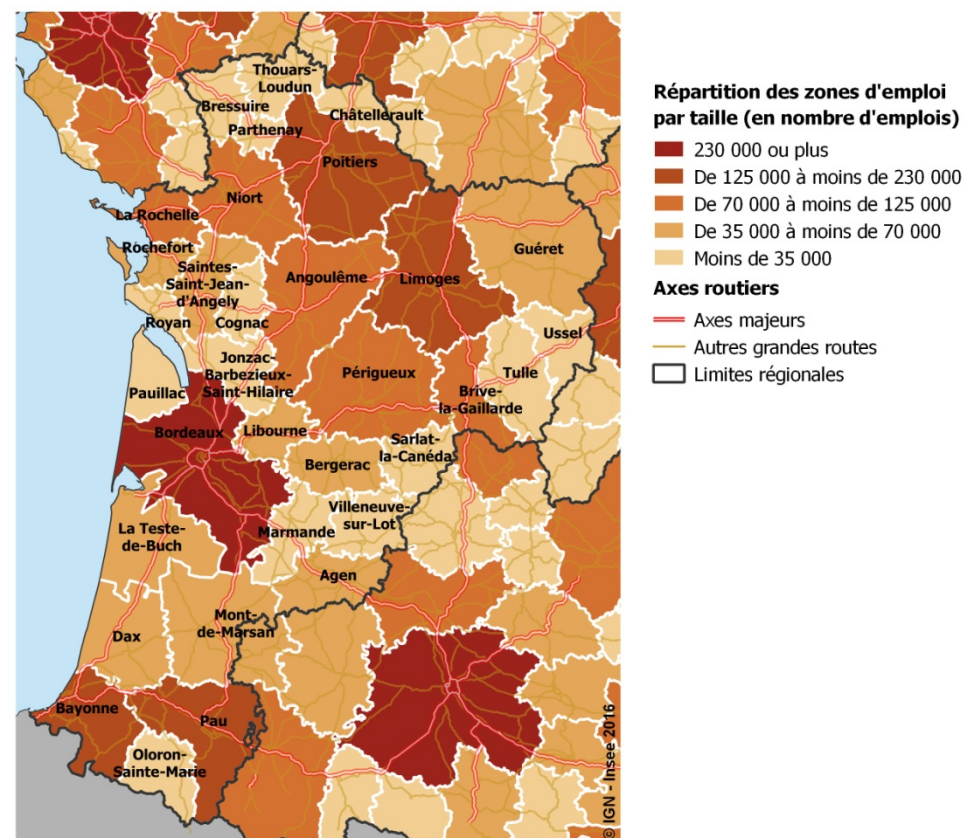 Thouars-
Loudun
Bressuire
Châtellerault
Parthenay
Poitiers
Niort
La Rochelle
Rochefort
Guéret
Saintes-
Saint-Jean-
d'Angely
Angoulême
Limoges
Royan
Cognac
Ussel
Jonzac-
Barbezieux-
Saint-Hilaire
Périgueux
Tulle
Pauillac
Brive-
la-Gaillarde
Bordeaux
Libourne
Sarlat-
la-Canéda
Bergerac
Villeneuve-
sur-Lot
La Teste-
de-Buch
Marmande
Agen
Mont-
de-Marsan
Dax
Bayonne
Pau
Oloron-
Sainte-Marie
© IGN - Insee 2016
Répartition des zones d'emploi
par taille (en nombre d'emplois)
230 000 ou plus
De 125 000 à moins de 230 000
De 70 000 à moins de 125 000
De 35 000 à moins de 70 000
Moins de 35 000
Axes routiers
Axes majeurs
Autres grandes routes
Limites régionales